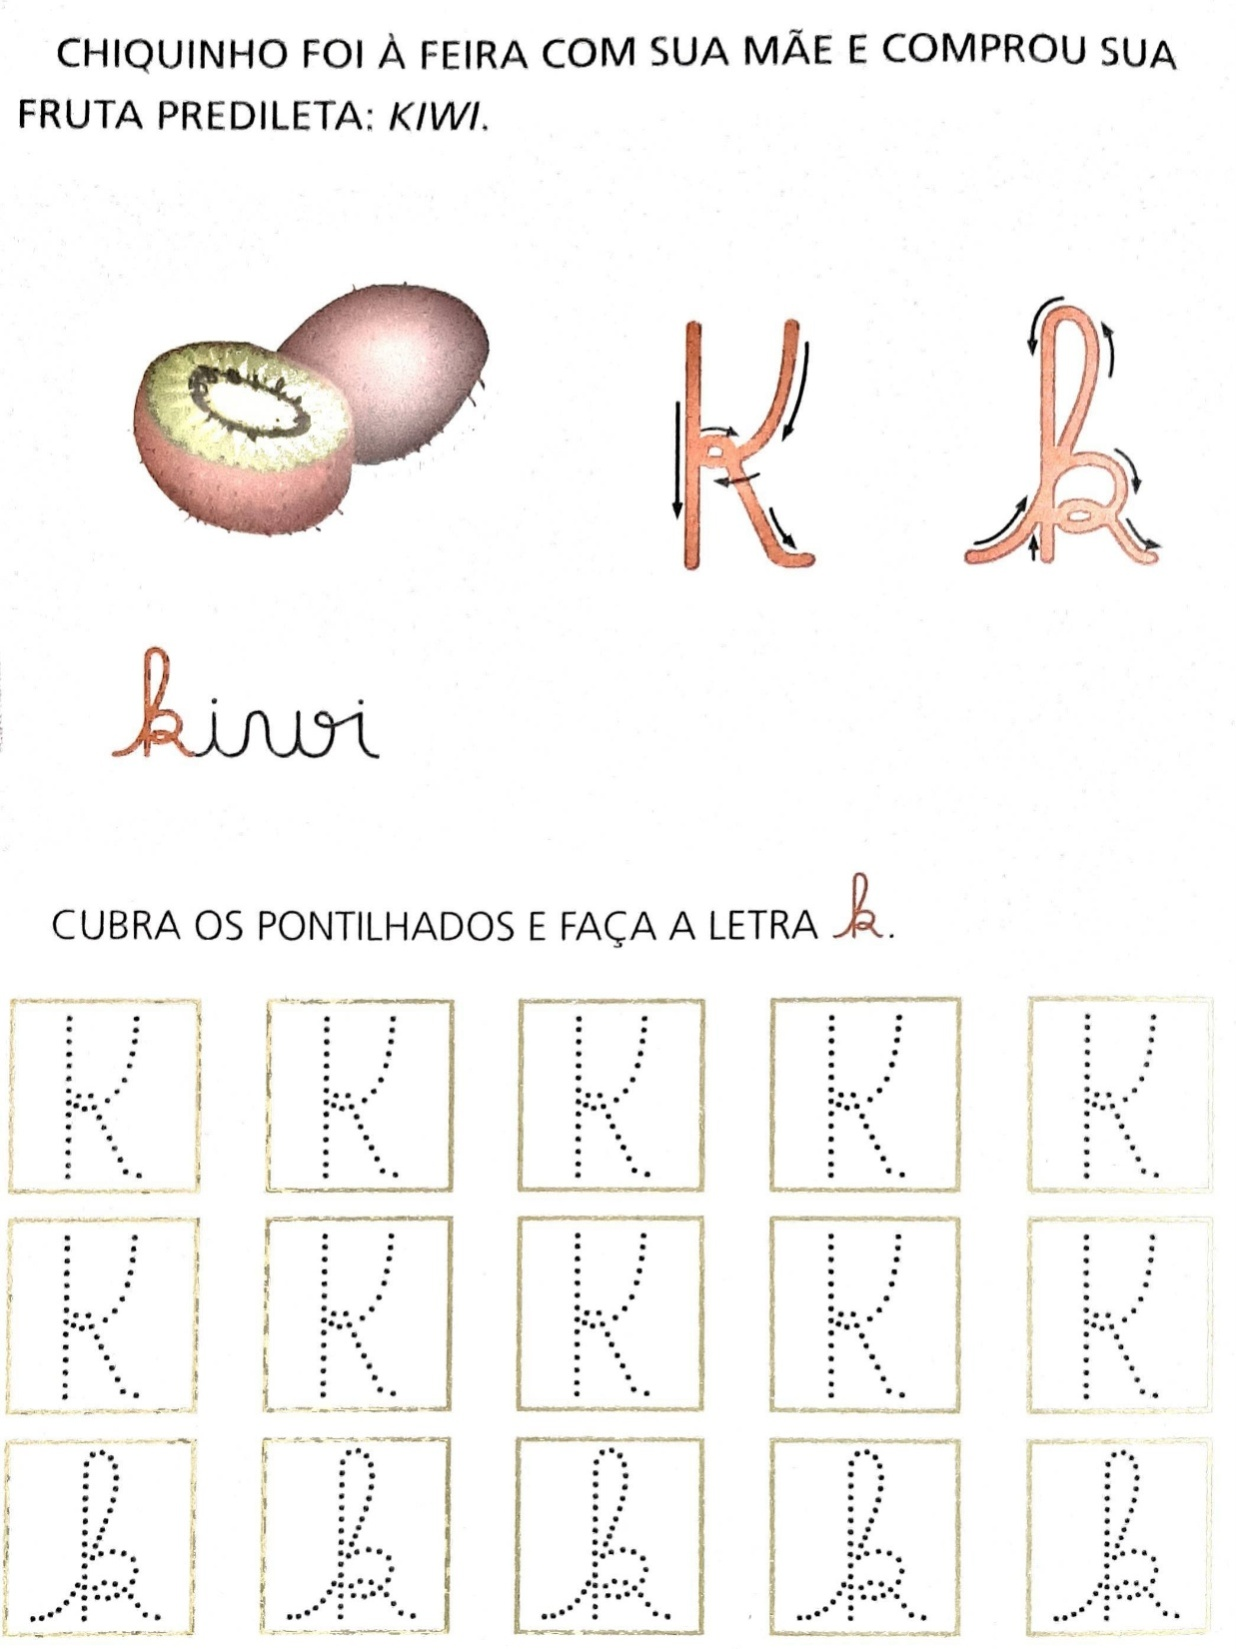 CHIQUINHO FOI À FEIRA COM SUA MÃE E COMPROU SUA
FRUTA PREDILETA: KIWI.
K k
kiwi
CUBRA OS PONTILHADOS E FAÇA A LETRA k.
K K K K K
K K K K K
k k k k k